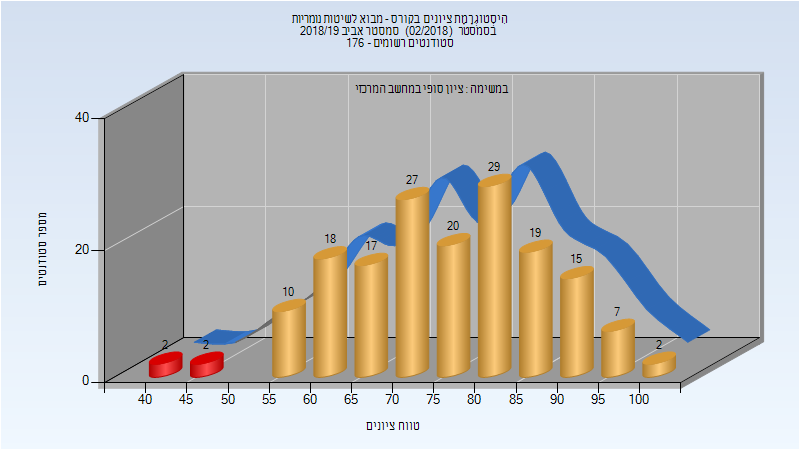 היסטוגרמת ציונים בקורס - מבוא לשיטות נומריות
בסמסטר (02/2018) סמסטר אביב 2018/19
סטודנטים רשומים - 176
במשימה : ציון סופי במחשב המרכזי
מספר סטודנטים
40
20
0
2
2
10
18
17
27
20
29
19
15
7
2
40 45 50 55 60 65 70 75 80 85 90 95 100
טווח ציונים